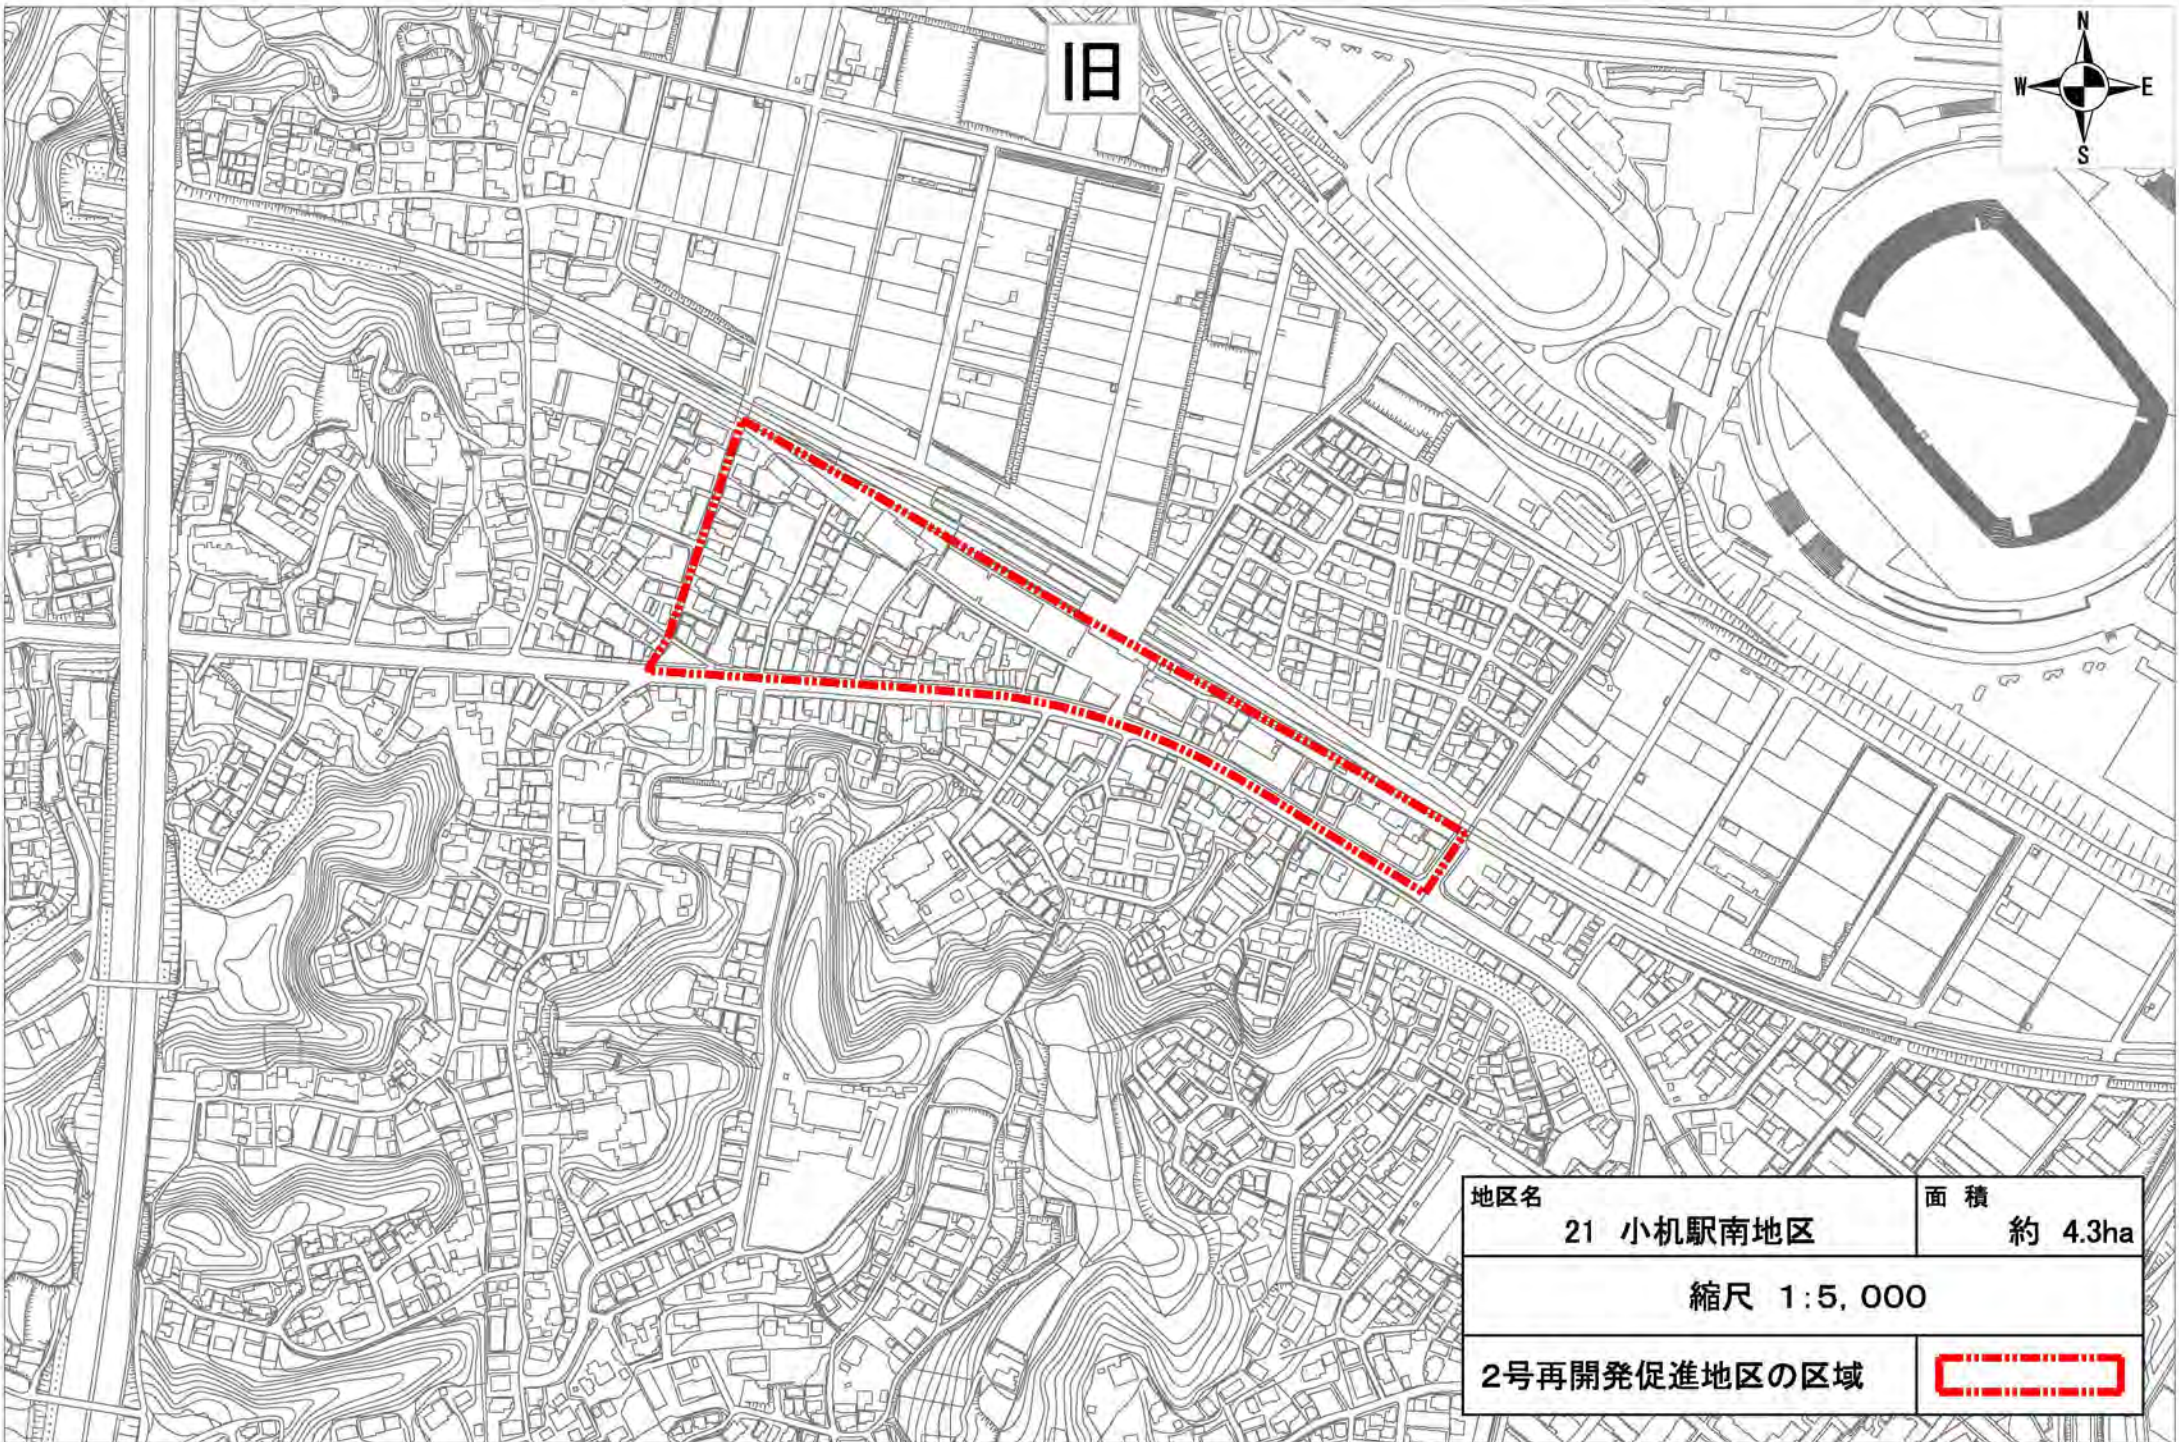 旧
N
W E
S
地区名
21 小机駅南地区
面 積
約 4.3ha
縮尺 1:5,000
2号再開発促進地区の区域